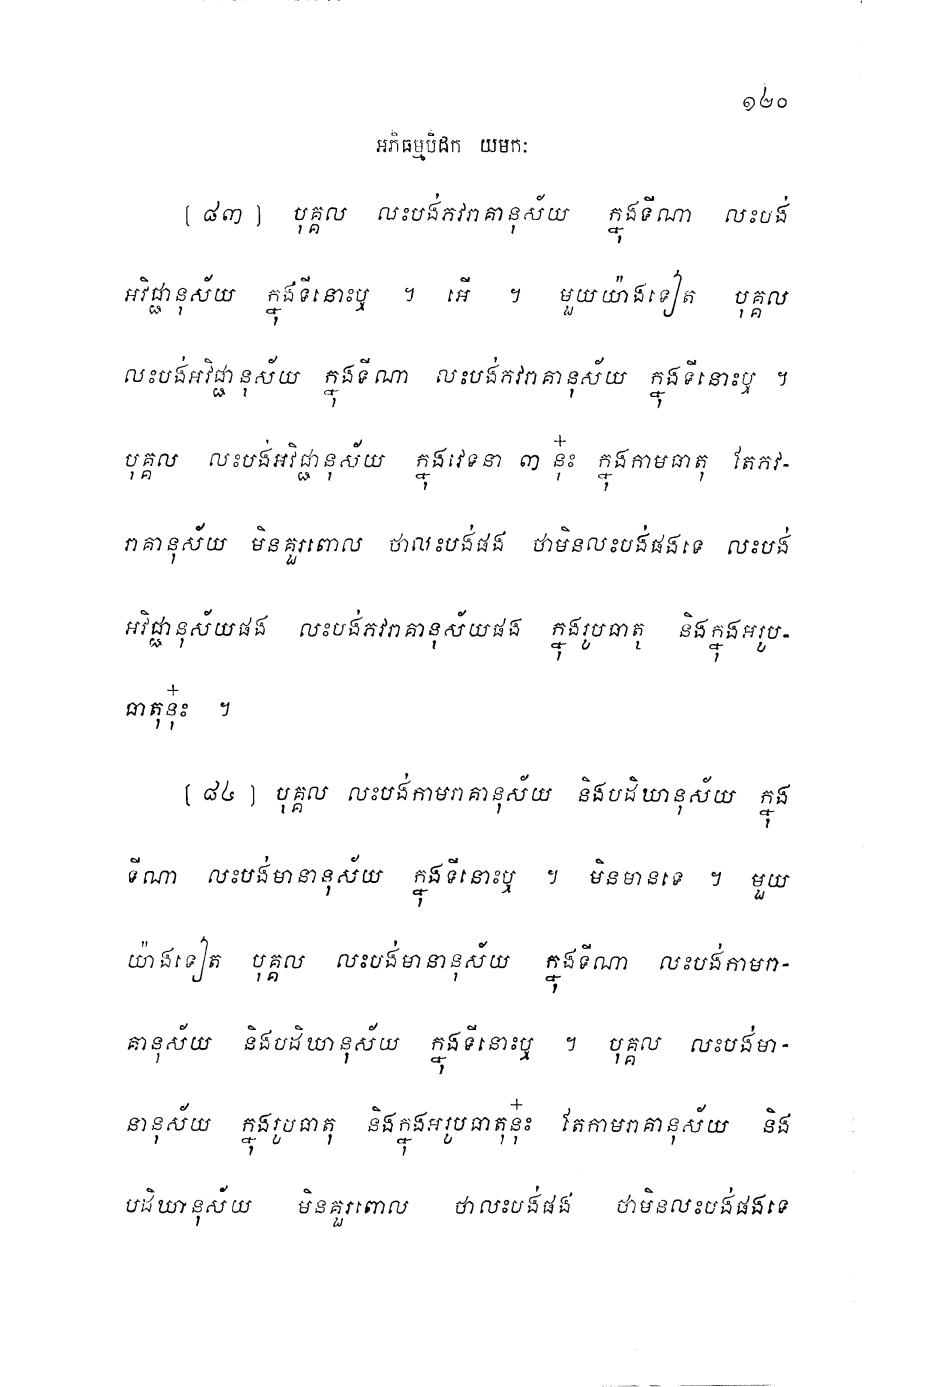 ១២០
អភិធម្មបិដក យមកៈ
[ ៨៣ ] បុគ្គល លះបង់ភវរាគានុស័យ ក្នុងទីណា លះបង់
អវិជ្ជានុស័យ ក្នុងទីនោះឬ ។ អើ ។ មួយយ៉ាងទៀត បុគ្គល
លះបង់អវិជ្ជានុស័យ ក្នុងទីណា លះបង់ភវរាគានុស័យ ក្នុងទីនោះឬ ។
បុគ្គល លះបង់អវិជ្ជានុស័យ ក្នុងវេទនា ៣ នុ៎ះ ក្នុងកាមធាតុ តែភវ-
រាគានុស័យ មិនគួរពោល ថាលះបង់ផង ថាមិនលះបង់ផងទេ លះបង់
អវិជ្ជានុស័យផង លះបង់ភវរាគានុស័យផង ក្នុងរូបធាតុ និងក្នុងអរូប-
ធាតុនុ៎ះ ។
[ ៨៤ ] បុគ្គល លះបង់កាមរាគានុស័យ និងបដិឃានុស័យ ក្នុង
ទីណា លះបង់មានានុស័យ ក្នុងទីនោះឬ ។ មិនមានទេ ។ មួយ
យ៉ាងទៀត បុគ្គល លះបង់មានានុស័យ ក្នុងទីណា លះបង់កាមរា-
គានុស័យ និងបដិឃានុស័យ ក្នុងទីនោះឬ ។ បុគ្គល លះបង់មា-
នានុស័យ ក្នុងរូបធាតុ និងក្នុងអរូបធាតុនុ៎ះ តែកាមរាគានុស័យ និង
បដិឃានុស័យ មិនគួរពោល ថាលះបង់ផង ថាមិនលះបង់ផងទេ